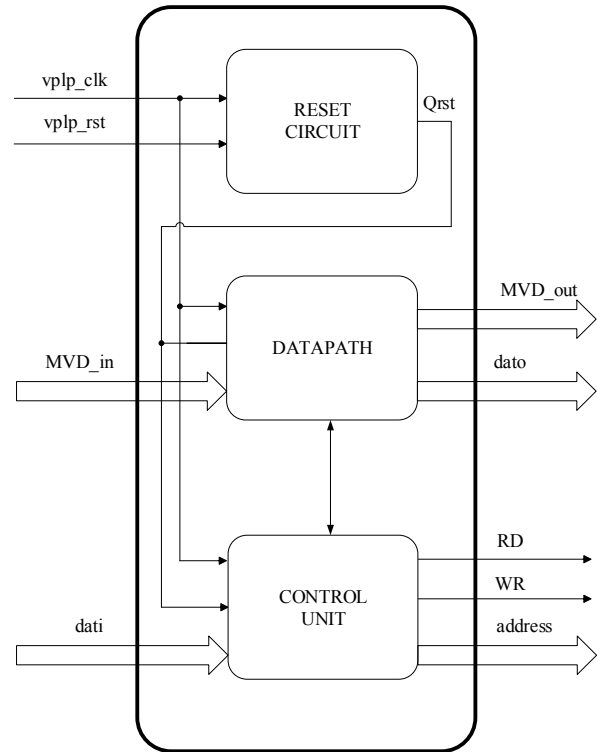 vplp_clk
vplp_rst
RESET
CIRCUIT
Qrst
MVD_in
DATAPATH
MVD_out
dato
dati
CONTROL
UNIT
RD
WR
address